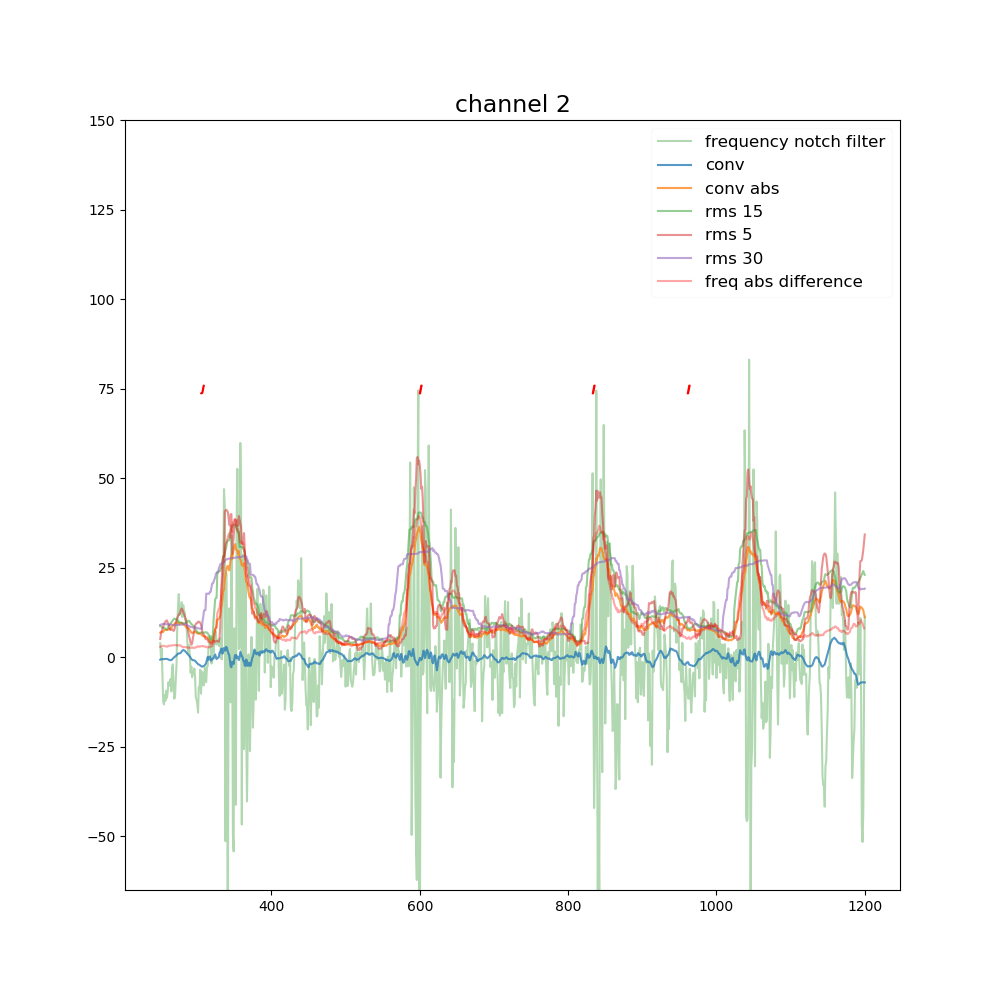 channel 2
150
125
100
75
50
25
0
−25
−50
400
600
800
1000
1200
frequency notch filter
conv
conv abs
rms 15
rms 5
rms 30
freq abs difference